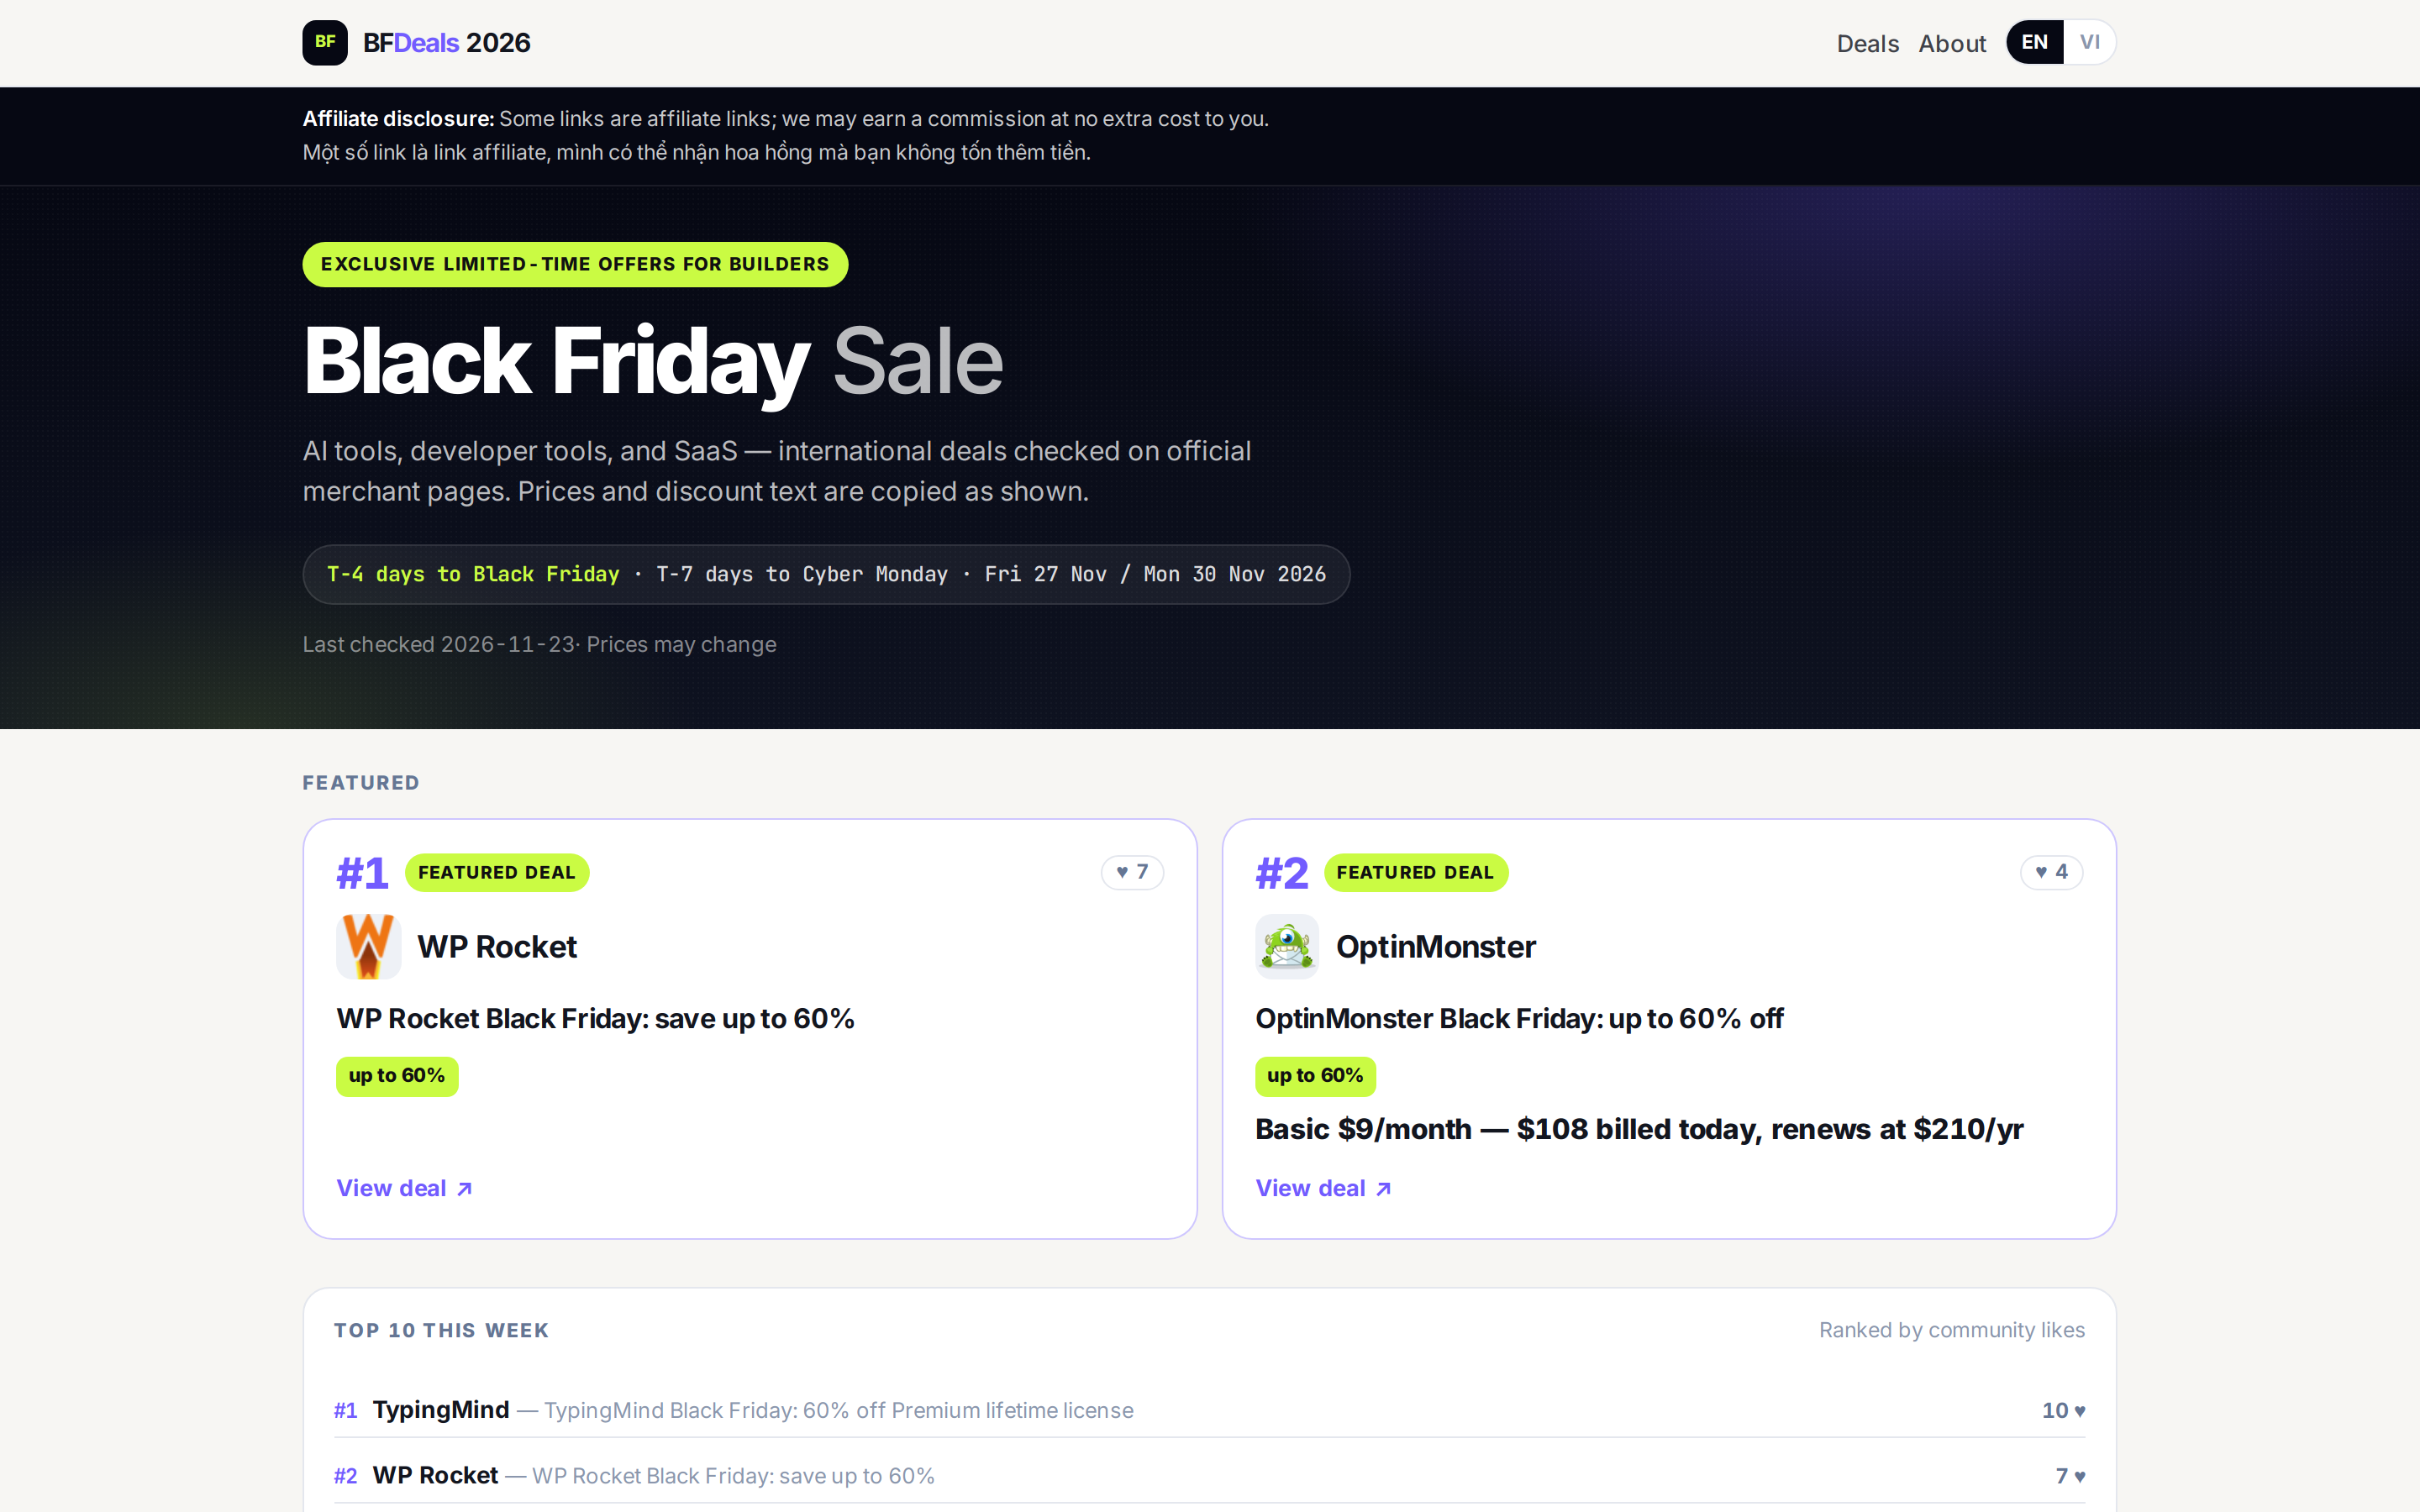 BF BFDeals 2026
Deals About EN VI
Affiliate disclosure: Some links are affiliate links; we may earn a commission at no extra cost to you.
Một số link là link affiliate, mình có thể nhận hoa hồng mà bạn không tốn thêm tiền.
EXCLUSIVE LIMITED-TIME OFFERS FOR BUILDERS
Black Friday Sale
AI tools, developer tools, and SaaS — international deals checked on official
merchant pages. Prices and discount text are copied as shown.
T-4 days to Black Friday · T-7 days to Cyber Monday · Fri 27 Nov / Mon 30 Nov 2026
Last checked 2026-11-23· Prices may change
FEATURED
#1 FEATURED DEAL ♥ 7
WP Rocket
WP Rocket Black Friday: save up to 60%
up to 60%
View deal ↗
#2 FEATURED DEAL ♥ 4
OptinMonster
OptinMonster Black Friday: up to 60% off
up to 60%
Basic $9/month — $108 billed today, renews at $210/yr
View deal ↗
TOP 10 THIS WEEK
Ranked by community likes
#1 TypingMind — TypingMind Black Friday: 60% off Premium lifetime license 10 ♥
#2 WP Rocket — WP Rocket Black Friday: save up to 60% 7 ♥